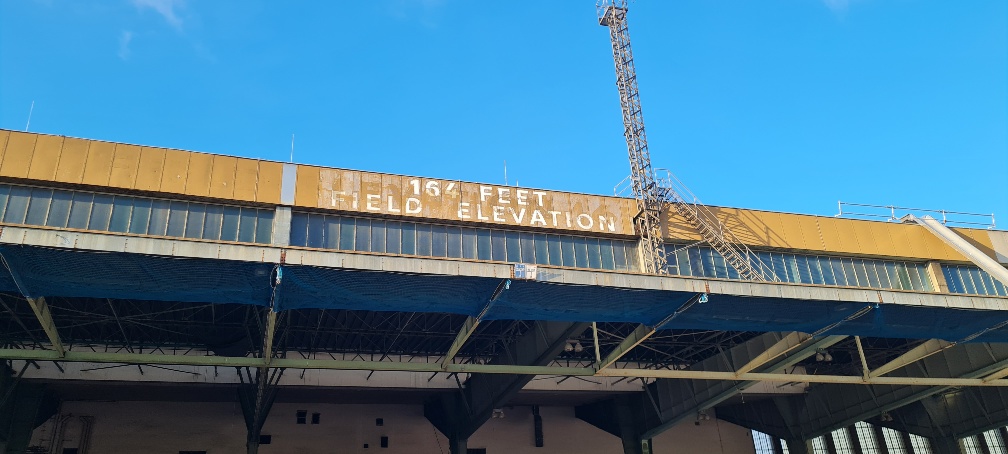 164 FEET
FIELD ELEVATION